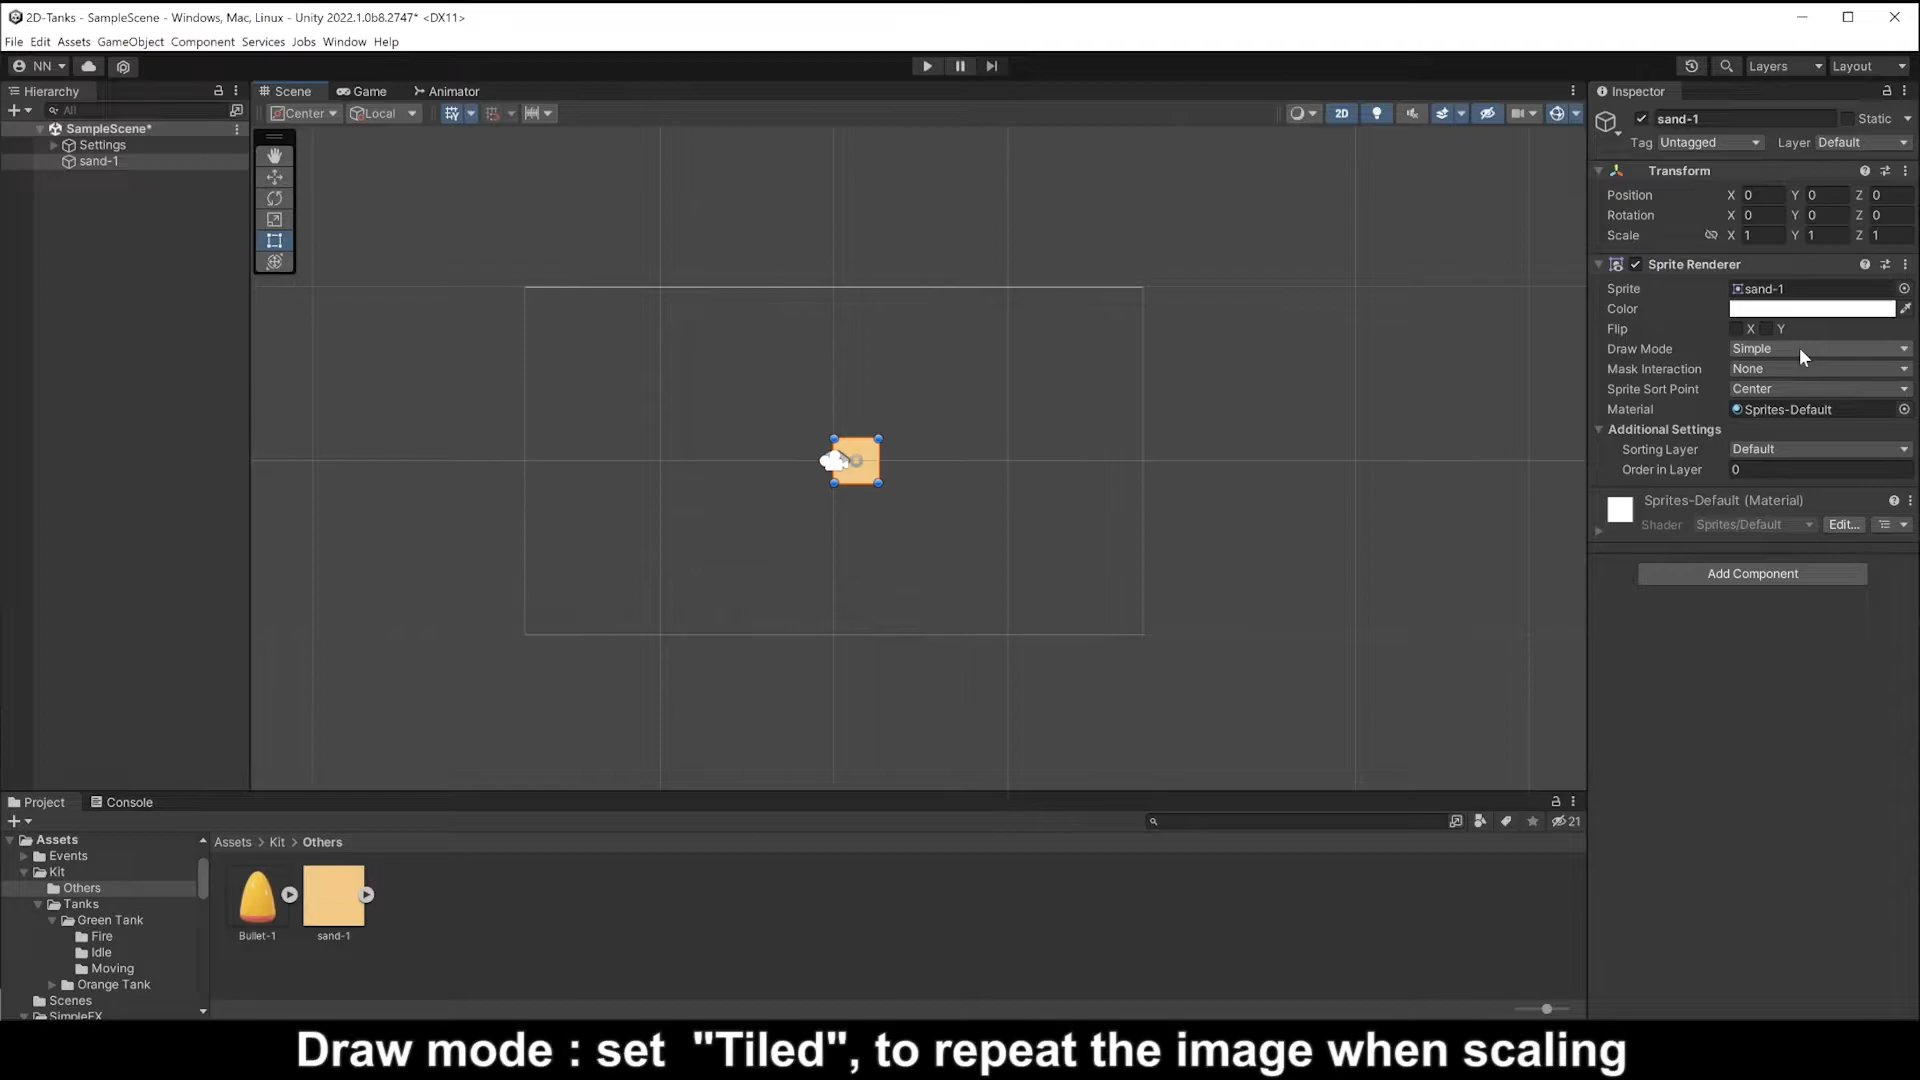 2D-Tanks - SampleScene - Windows, Mac, Linux - Unity 2022.1.0b8.2747* <DX11>
File Edit Assets GameObject Component Services Jobs Window Help
NN
Layers
Layout
Hierarchy
All
SampleScene*
Settings
sand-1
Scene
Game
Animator
Center
Local
2D
Inspector
sand-1
Static
Tag Untagged
Layer Default
Transform
Position X 0 Y 0 Z 0
Rotation X 0 Y 0 Z 0
Scale X 1 Y 1 Z 1
Sprite Renderer
Sprite sand-1
Color
Flip X Y
Draw Mode Simple
Mask Interaction None
Sprite Sort Point Center
Material Sprites-Default
Additional Settings
Sorting Layer Default
Order in Layer 0
Sprites-Default (Material)
Shader Sprites/Default Edit...
Add Component
Project
Console
21
Assets
Events
Kit
Others
Tanks
Green Tank
Fire
Idle
Moving
Orange Tank
Scenes
SimpleFX
Assets > Kit > Others
Bullet-1
sand-1
Draw mode : set "Tiled", to repeat the image when scaling